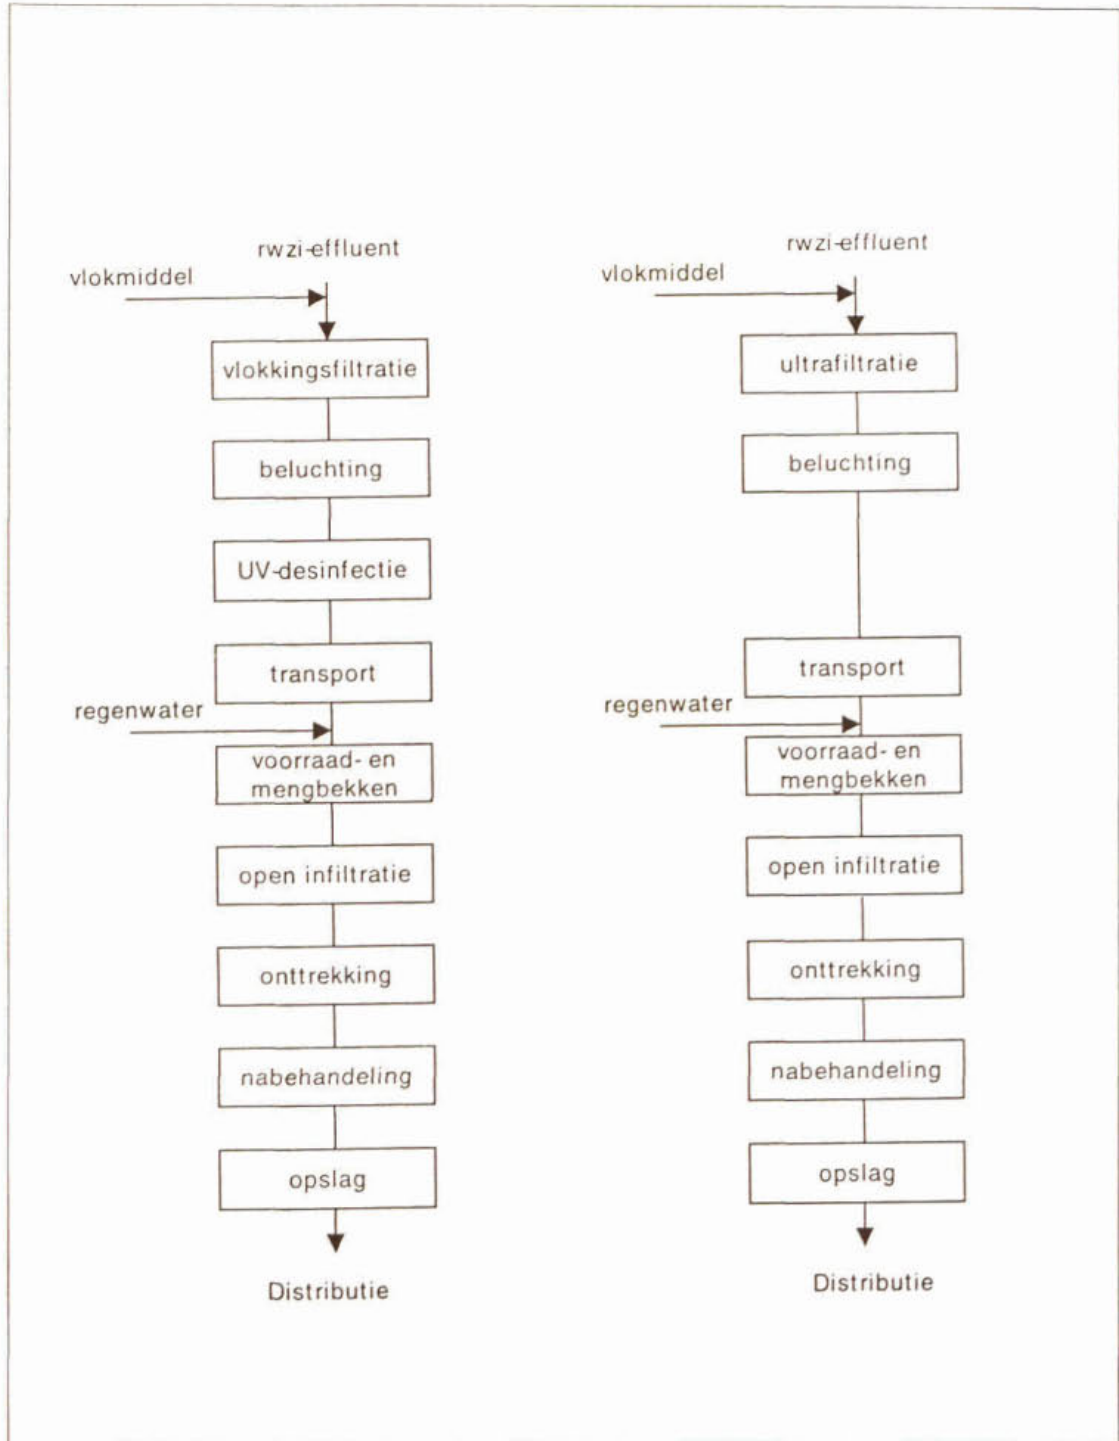 rwzi-effluent
vlokmiddel
vlokkingsfiltratie
beluchting
UV-desinfectie
transport
regenwater
voorraad- en
mengbekken
open infiltratie
onttrekking
nabehandeling
opslag
Distributie
rwzi-effluent
vlokmiddel
ultrafiltratie
beluchting
transport
regenwater
voorraad- en
mengbekken
open infiltratie
onttrekking
nabehandeling
opslag
Distributie